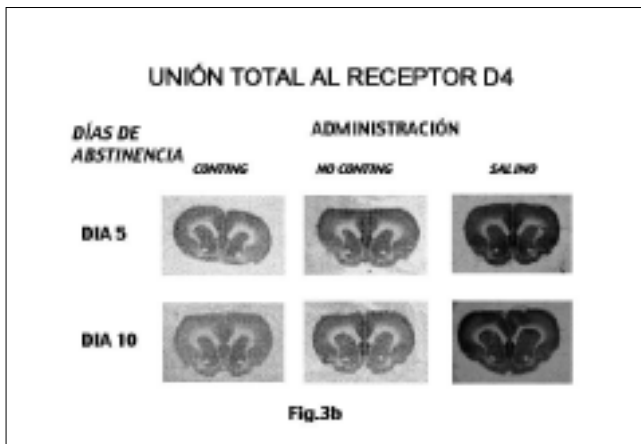 UNIÓN TOTAL AL RECEPTOR D4
DÍAS DE ABSTINENCIA
ADMINISTRACIÓN
CONTING NO CONTING SALINO
DIA 5
DIA 10
Fig.3b